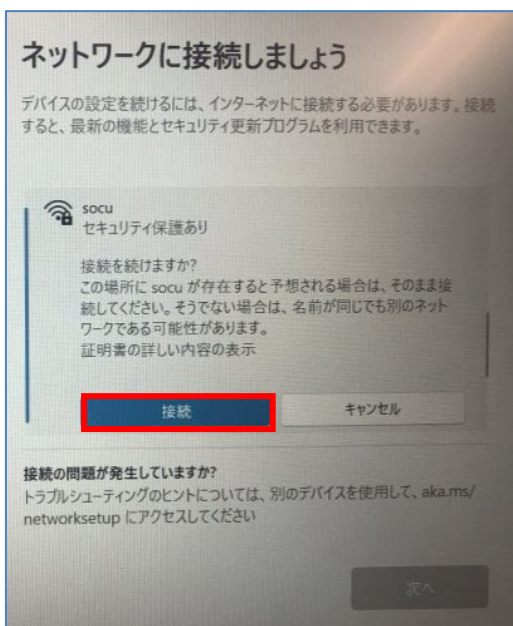 ネットワークに接続しましょう
デバイスの設定を続けるには、インターネットに接続する必要があります。接続
すると、最新の機能とセキュリティ更新プログラムを利用できます。
socu
セキュリティ保護あり
接続を続けますか?
この場所に socu が存在すると予想される場合は、そのまま接
続してください。そうでない場合は、名前が同じでも別のネット
ワークである可能性があります。
証明書の詳しい内容の表示
接続
キャンセル
接続の問題が発生していますか?
トラブルシューティングのヒントについては、別のデバイスを使用して、aka.ms/
networksetup にアクセスしてください
次へ